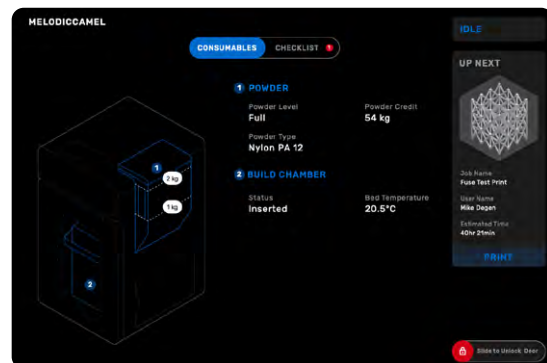 MELODICCAMEL
CONSUMABLES
CHECKLIST 1
1 POWDER
Powder Level
Full
Powder Credit
54 kg
Powder Type
Nylon PA 12
2 BUILD CHAMBER
Status
Inserted
Bed Temperature
20.5°C
1
2 kg
1 kg
2
IDLE
UP NEXT
Job Name
Fuse Test Print
User Name
Mike Degen
Estimated Time
40hr 21min
PRINT
Slide to Unlock Door